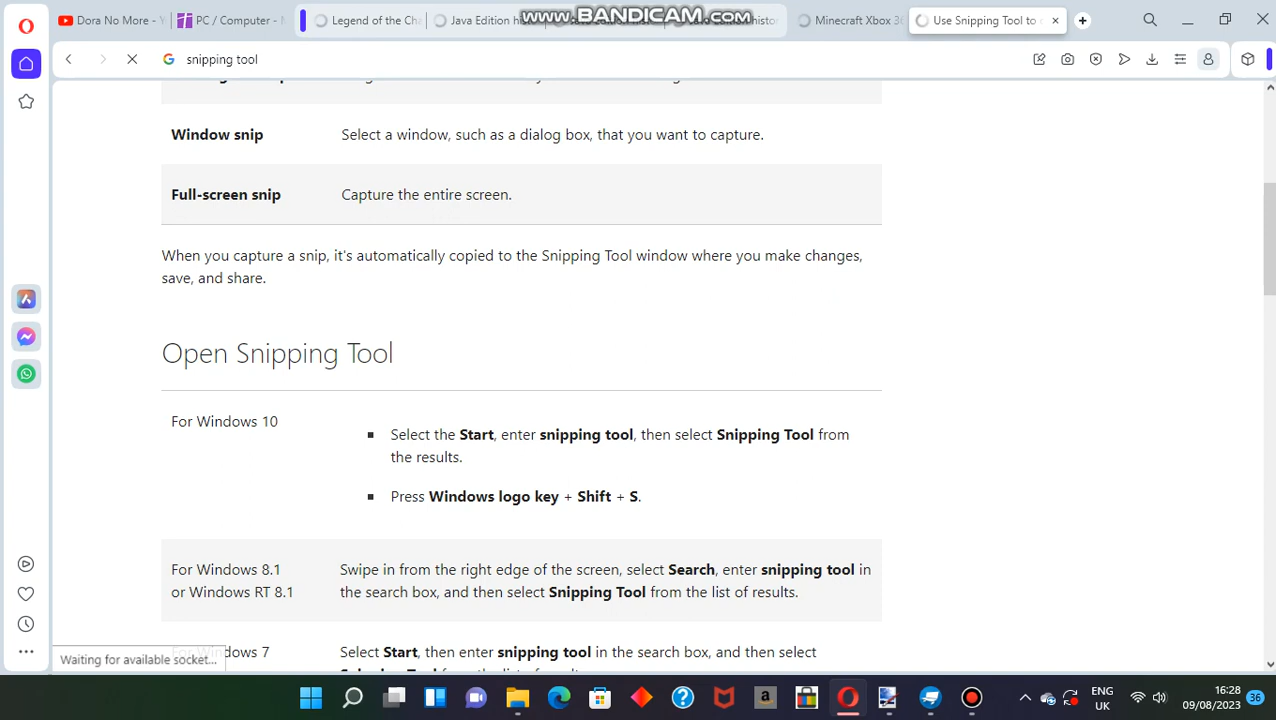 www.BANDICAM.com
Dora No More - Y
PC / Computer - N
Legend of the Cha
Java Edition h
histor
Minecraft Xbox 36
Use Snipping Tool to c
snipping tool
Window snip
Select a window, such as a dialog box, that you want to capture.
Full-screen snip
Capture the entire screen.
When you capture a snip, it's automatically copied to the Snipping Tool window where you make changes,
save, and share.
Open Snipping Tool
For Windows 10
Select the Start, enter snipping tool, then select Snipping Tool from
the results.
Press Windows logo key + Shift + S.
For Windows 8.1
or Windows RT 8.1
Swipe in from the right edge of the screen, select Search, enter snipping tool in
the search box, and then select Snipping Tool from the list of results.
For Windows 7
Select Start, then enter snipping tool in the search box, and then select
Waiting for available socket...
ENG
UK
16:28
09/08/2023
36